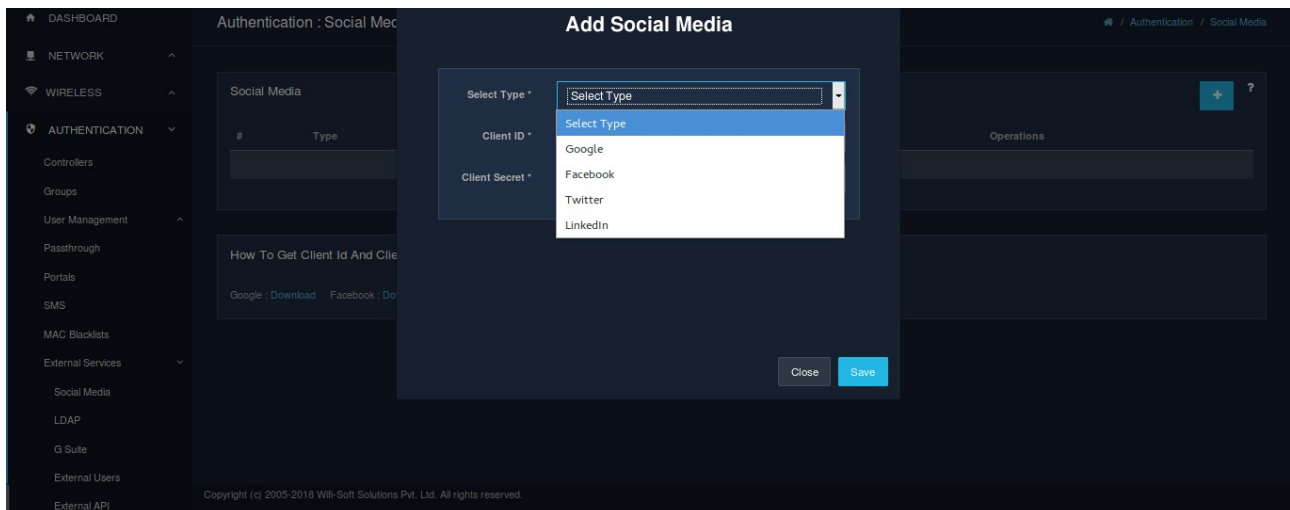 DASHBOARD
NETWORK
WIRELESS
AUTHENTICATION
Controllers
Groups
User Management
Passthrough
Portals
SMS
MAC Blacklists
External Services
Social Media
LDAP
G Suite
External Users
External API
Authentication : Social Med
/ Authentication / Social Media
Social Media
+ ?
# Type Operations
How To Get Client Id And Clie
Google : Download Facebook : Do
Add Social Media
Select Type * Select Type
Select Type
Client ID *
Google
Facebook
Client Secret *
Twitter
LinkedIn
Close Save
Copyright (c) 2005-2018 Wifi-Soft Solutions Pvt. Ltd. All rights reserved.